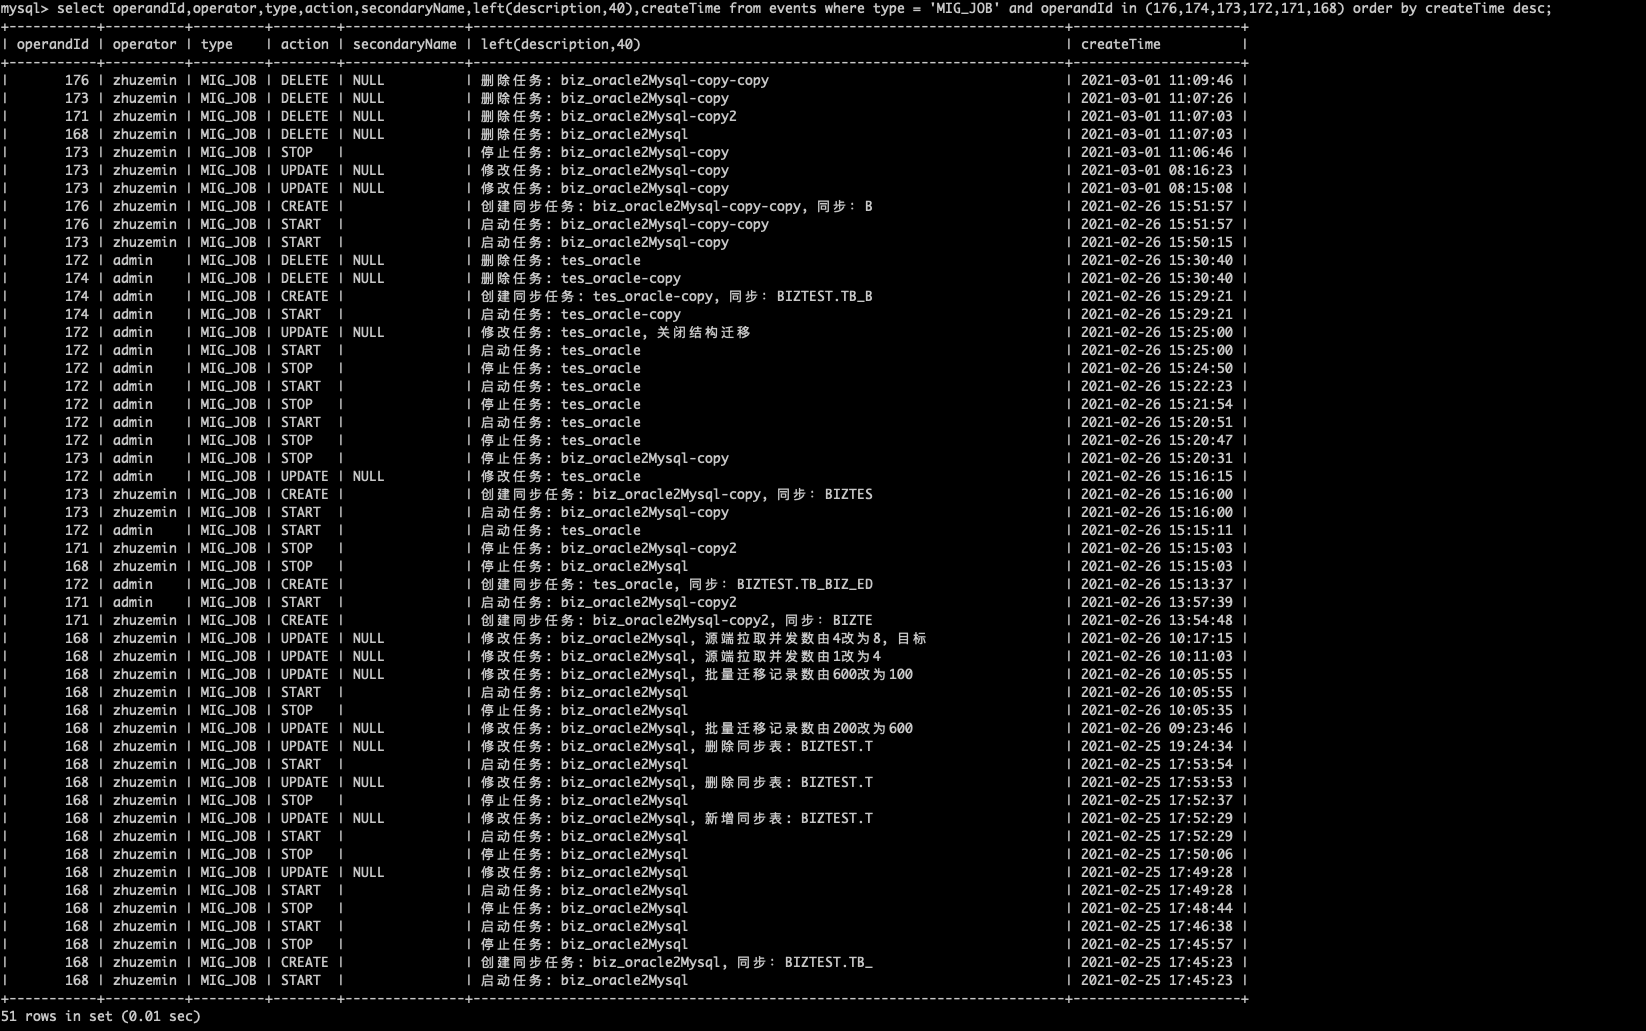 mysql> select operandId,operator,type,action,secondaryName,left(description,40),createTime from events where type = 'MIG_JOB' and operandId in (176,174,173,172,171,168) order by createTime desc;
+-----------+----------+---------+--------+---------------+--------------------------------------------------------------------------+---------------------+
| operandId | operator | type | action | secondaryName | left(description,40) | createTime |
+-----------+----------+---------+--------+---------------+--------------------------------------------------------------------------+---------------------+
| 176 | zhuzemin | MIG_JOB | DELETE | NULL | 删除任务: biz_oracle2Mysql-copy-copy | 2021-03-01 11:09:46 |
| 173 | zhuzemin | MIG_JOB | DELETE | NULL | 删除任务: biz_oracle2Mysql-copy | 2021-03-01 11:07:26 |
| 171 | zhuzemin | MIG_JOB | DELETE | NULL | 删除任务: biz_oracle2Mysql-copy2 | 2021-03-01 11:07:03 |
| 168 | zhuzemin | MIG_JOB | DELETE | NULL | 删除任务: biz_oracle2Mysql | 2021-03-01 11:07:03 |
| 173 | zhuzemin | MIG_JOB | STOP | | 停止任务: biz_oracle2Mysql-copy | 2021-03-01 11:06:46 |
| 173 | zhuzemin | MIG_JOB | UPDATE | NULL | 修改任务: biz_oracle2Mysql-copy | 2021-03-01 08:16:23 |
| 173 | zhuzemin | MIG_JOB | UPDATE | NULL | 修改任务: biz_oracle2Mysql-copy | 2021-03-01 08:15:08 |
| 176 | zhuzemin | MIG_JOB | CREATE | | 创建同步任务: biz_oracle2Mysql-copy-copy, 同步: B | 2021-02-26 15:51:57 |
| 176 | zhuzemin | MIG_JOB | START | | 启动任务: biz_oracle2Mysql-copy-copy | 2021-02-26 15:51:57 |
| 173 | zhuzemin | MIG_JOB | START | | 启动任务: biz_oracle2Mysql-copy | 2021-02-26 15:50:15 |
| 172 | admin | MIG_JOB | DELETE | NULL | 删除任务: tes_oracle | 2021-02-26 15:30:40 |
| 174 | admin | MIG_JOB | DELETE | NULL | 删除任务: tes_oracle-copy | 2021-02-26 15:30:40 |
| 174 | admin | MIG_JOB | CREATE | | 创建同步任务: tes_oracle-copy, 同步: BIZTEST.TB_B | 2021-02-26 15:29:21 |
| 174 | admin | MIG_JOB | START | | 启动任务: tes_oracle-copy | 2021-02-26 15:29:21 |
| 172 | admin | MIG_JOB | UPDATE | NULL | 修改任务: tes_oracle, 关闭结构迁移 | 2021-02-26 15:25:00 |
| 172 | admin | MIG_JOB | START | | 启动任务: tes_oracle | 2021-02-26 15:25:00 |
| 172 | admin | MIG_JOB | STOP | | 停止任务: tes_oracle | 2021-02-26 15:24:50 |
| 172 | admin | MIG_JOB | START | | 启动任务: tes_oracle | 2021-02-26 15:22:23 |
| 172 | admin | MIG_JOB | STOP | | 停止任务: tes_oracle | 2021-02-26 15:21:54 |
| 172 | admin | MIG_JOB | START | | 启动任务: tes_oracle | 2021-02-26 15:20:51 |
| 172 | admin | MIG_JOB | STOP | | 停止任务: tes_oracle | 2021-02-26 15:20:47 |
| 173 | admin | MIG_JOB | STOP | | 停止任务: biz_oracle2Mysql-copy | 2021-02-26 15:20:31 |
| 172 | admin | MIG_JOB | UPDATE | NULL | 修改任务: tes_oracle | 2021-02-26 15:16:15 |
| 173 | zhuzemin | MIG_JOB | CREATE | | 创建同步任务: biz_oracle2Mysql-copy, 同步: BIZTES | 2021-02-26 15:16:00 |
| 173 | zhuzemin | MIG_JOB | START | | 启动任务: biz_oracle2Mysql-copy | 2021-02-26 15:16:00 |
| 172 | admin | MIG_JOB | START | | 启动任务: tes_oracle | 2021-02-26 15:15:11 |
| 171 | zhuzemin | MIG_JOB | STOP | | 停止任务: biz_oracle2Mysql-copy2 | 2021-02-26 15:15:03 |
| 168 | zhuzemin | MIG_JOB | STOP | | 停止任务: biz_oracle2Mysql | 2021-02-26 15:15:03 |
| 172 | admin | MIG_JOB | CREATE | | 创建同步任务: tes_oracle, 同步: BIZTEST.TB_BIZ_ED | 2021-02-26 15:13:37 |
| 171 | admin | MIG_JOB | START | | 启动任务: biz_oracle2Mysql-copy2 | 2021-02-26 13:57:39 |
| 171 | zhuzemin | MIG_JOB | CREATE | | 创建同步任务: biz_oracle2Mysql-copy2, 同步: BIZTE | 2021-02-26 13:54:48 |
| 168 | zhuzemin | MIG_JOB | UPDATE | NULL | 修改任务: biz_oracle2Mysql, 源端拉取并发数由4改为8, 目标 | 2021-02-26 10:17:15 |
| 168 | zhuzemin | MIG_JOB | UPDATE | NULL | 修改任务: biz_oracle2Mysql, 源端拉取并发数由1改为4 | 2021-02-26 10:11:03 |
| 168 | zhuzemin | MIG_JOB | UPDATE | NULL | 修改任务: biz_oracle2Mysql, 批量迁移记录数由600改为100 | 2021-02-26 10:05:55 |
| 168 | zhuzemin | MIG_JOB | START | | 启动任务: biz_oracle2Mysql | 2021-02-26 10:05:55 |
| 168 | zhuzemin | MIG_JOB | STOP | | 停止任务: biz_oracle2Mysql | 2021-02-26 10:05:35 |
| 168 | zhuzemin | MIG_JOB | UPDATE | NULL | 修改任务: biz_oracle2Mysql, 批量迁移记录数由200改为600 | 2021-02-26 09:23:46 |
| 168 | zhuzemin | MIG_JOB | UPDATE | NULL | 修改任务: biz_oracle2Mysql, 删除同步表: BIZTEST.T | 2021-02-25 19:24:34 |
| 168 | zhuzemin | MIG_JOB | START | | 启动任务: biz_oracle2Mysql | 2021-02-25 17:53:54 |
| 168 | zhuzemin | MIG_JOB | UPDATE | NULL | 修改任务: biz_oracle2Mysql, 删除同步表: BIZTEST.T | 2021-02-25 17:53:53 |
| 168 | zhuzemin | MIG_JOB | STOP | | 停止任务: biz_oracle2Mysql | 2021-02-25 17:52:37 |
| 168 | zhuzemin | MIG_JOB | UPDATE | NULL | 修改任务: biz_oracle2Mysql, 新增同步表: BIZTEST.T | 2021-02-25 17:52:29 |
| 168 | zhuzemin | MIG_JOB | START | | 启动任务: biz_oracle2Mysql | 2021-02-25 17:52:29 |
| 168 | zhuzemin | MIG_JOB | STOP | | 停止任务: biz_oracle2Mysql | 2021-02-25 17:50:06 |
| 168 | zhuzemin | MIG_JOB | UPDATE | NULL | 修改任务: biz_oracle2Mysql | 2021-02-25 17:49:28 |
| 168 | zhuzemin | MIG_JOB | START | | 启动任务: biz_oracle2Mysql | 2021-02-25 17:49:28 |
| 168 | zhuzemin | MIG_JOB | STOP | | 停止任务: biz_oracle2Mysql | 2021-02-25 17:48:44 |
| 168 | zhuzemin | MIG_JOB | START | | 启动任务: biz_oracle2Mysql | 2021-02-25 17:46:38 |
| 168 | zhuzemin | MIG_JOB | STOP | | 停止任务: biz_oracle2Mysql | 2021-02-25 17:45:57 |
| 168 | zhuzemin | MIG_JOB | CREATE | | 创建同步任务: biz_oracle2Mysql, 同步: BIZTEST.TB_ | 2021-02-25 17:45:23 |
| 168 | zhuzemin | MIG_JOB | START | | 启动任务: biz_oracle2Mysql | 2021-02-25 17:45:23 |
+-----------+----------+---------+--------+---------------+--------------------------------------------------------------------------+---------------------+
51 rows in set (0.01 sec)